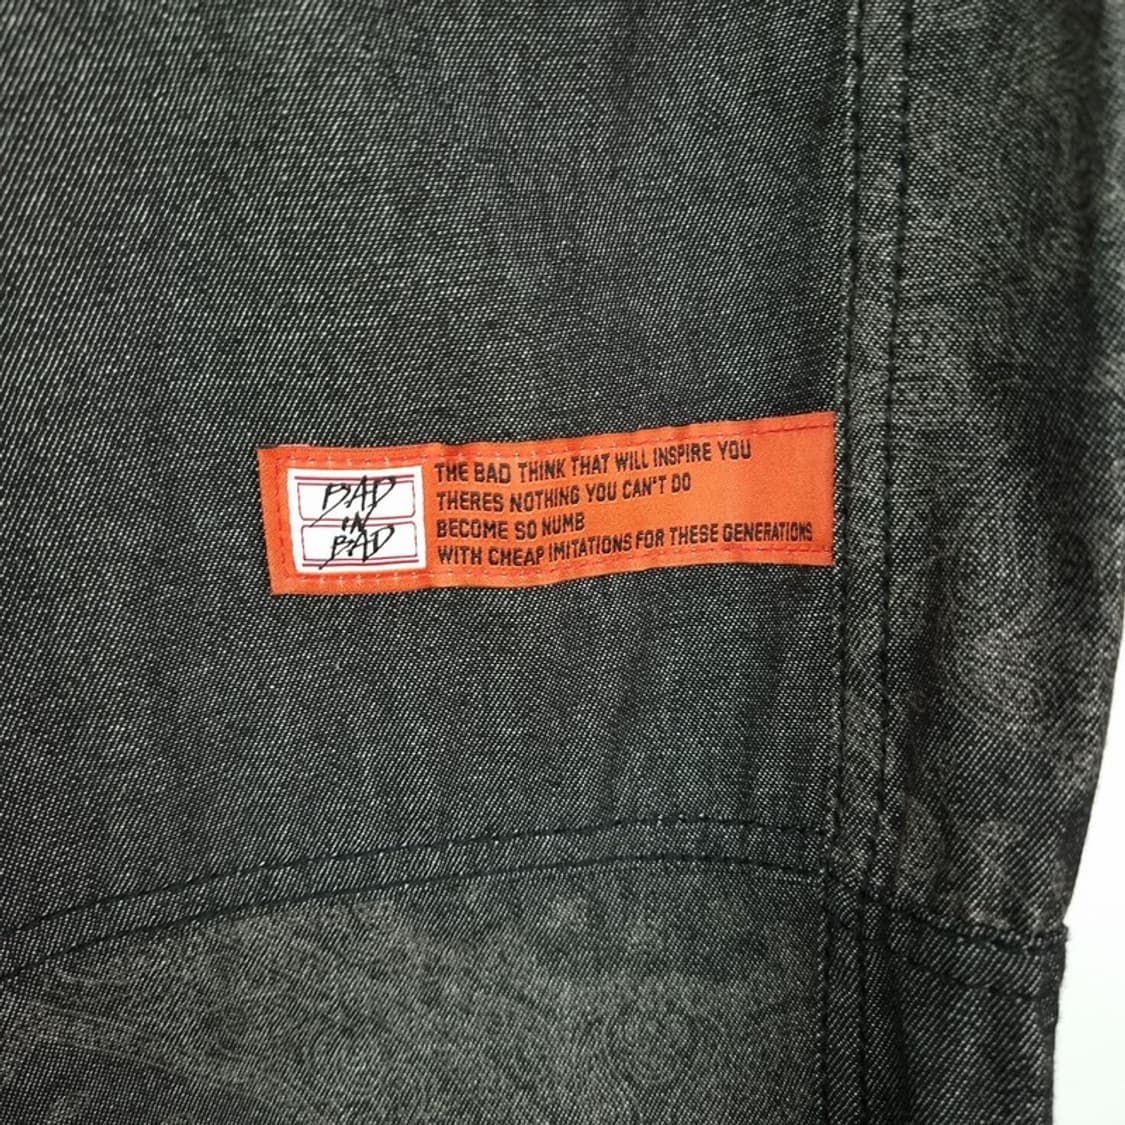 BAD
IN
BAD
THE BAD THINK THAT WILL INSPIRE YOU
THERES NOTHING YOU CAN'T DO
BECOME SO NUMB
WITH CHEAP IMITATIONS FOR THESE GENERATIONS